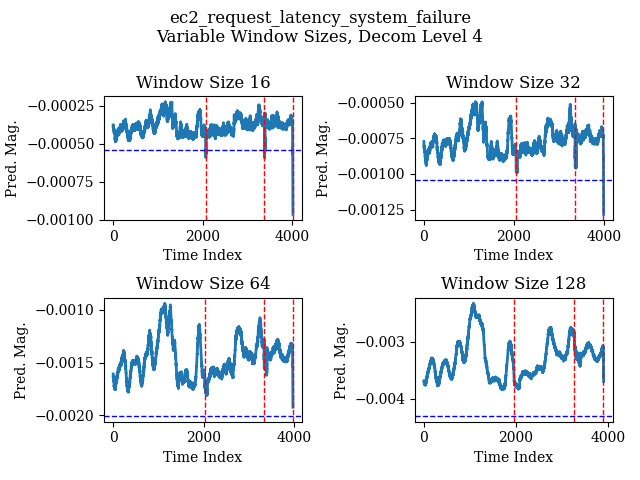 ec2_request_latency_system_failure
Variable Window Sizes, Decom Level 4
Window Size 16
Pred. Mag.
−0.00025
−0.00050
−0.00075
−0.00100
0 2000 4000
Time Index
Window Size 32
Pred. Mag.
−0.00050
−0.00075
−0.00100
−0.00125
0 2000 4000
Time Index
Window Size 64
Pred. Mag.
−0.0010
−0.0015
−0.0020
0 2000 4000
Time Index
Window Size 128
Pred. Mag.
−0.003
−0.004
0 2000 4000
Time Index